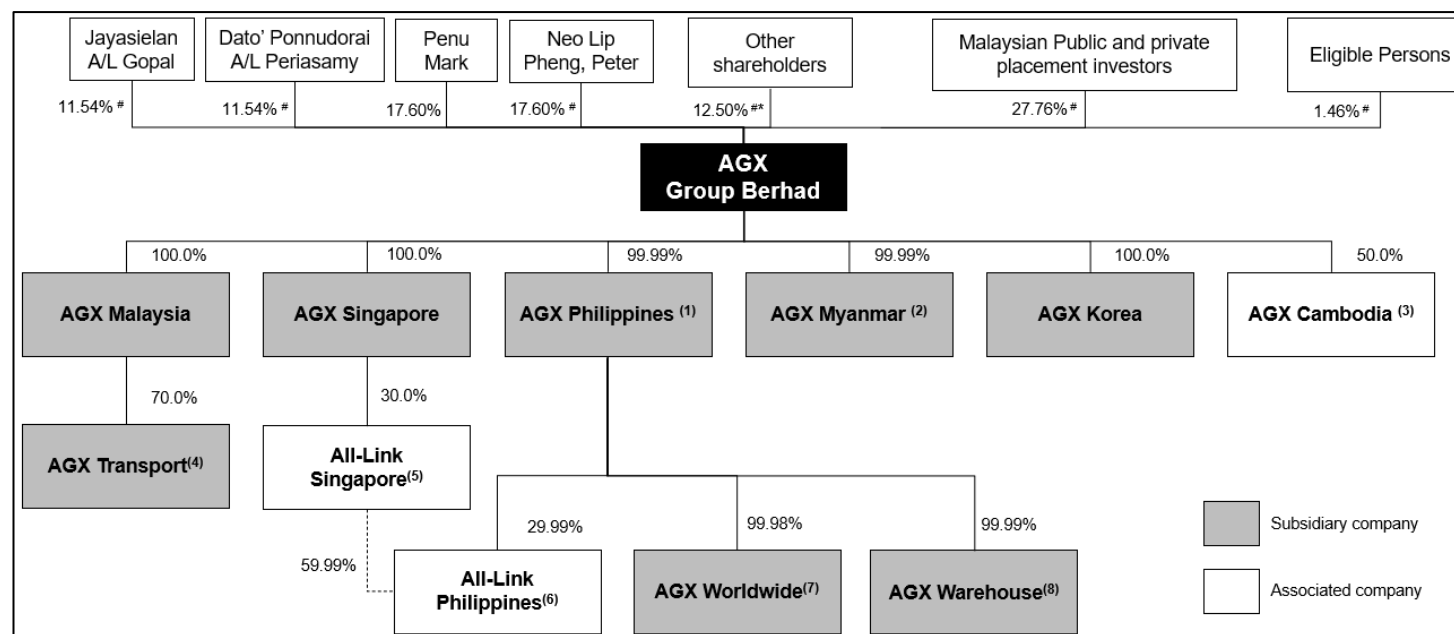 Jayasielan
A/L Gopal
Dato' Ponnudorai
A/L Periasamy
Penu
Mark
Neo Lip
Pheng, Peter
Other
shareholders
Malaysian Public and private
placement investors
Eligible Persons
11.54% #
11.54% #
17.60%
17.60% #
12.50% #*
27.76% #
1.46% #
AGX
Group Berhad
100.0%
100.0%
99.99%
99.99%
100.0%
50.0%
AGX Malaysia
AGX Singapore
AGX Philippines (1)
AGX Myanmar (2)
AGX Korea
AGX Cambodia (3)
70.0%
30.0%
AGX Transport(4)
All-Link
Singapore(5)
59.99%
29.99%
99.98%
99.99%
All-Link
Philippines(6)
AGX Worldwide(7)
AGX Warehouse(8)
Subsidiary company
Associated company